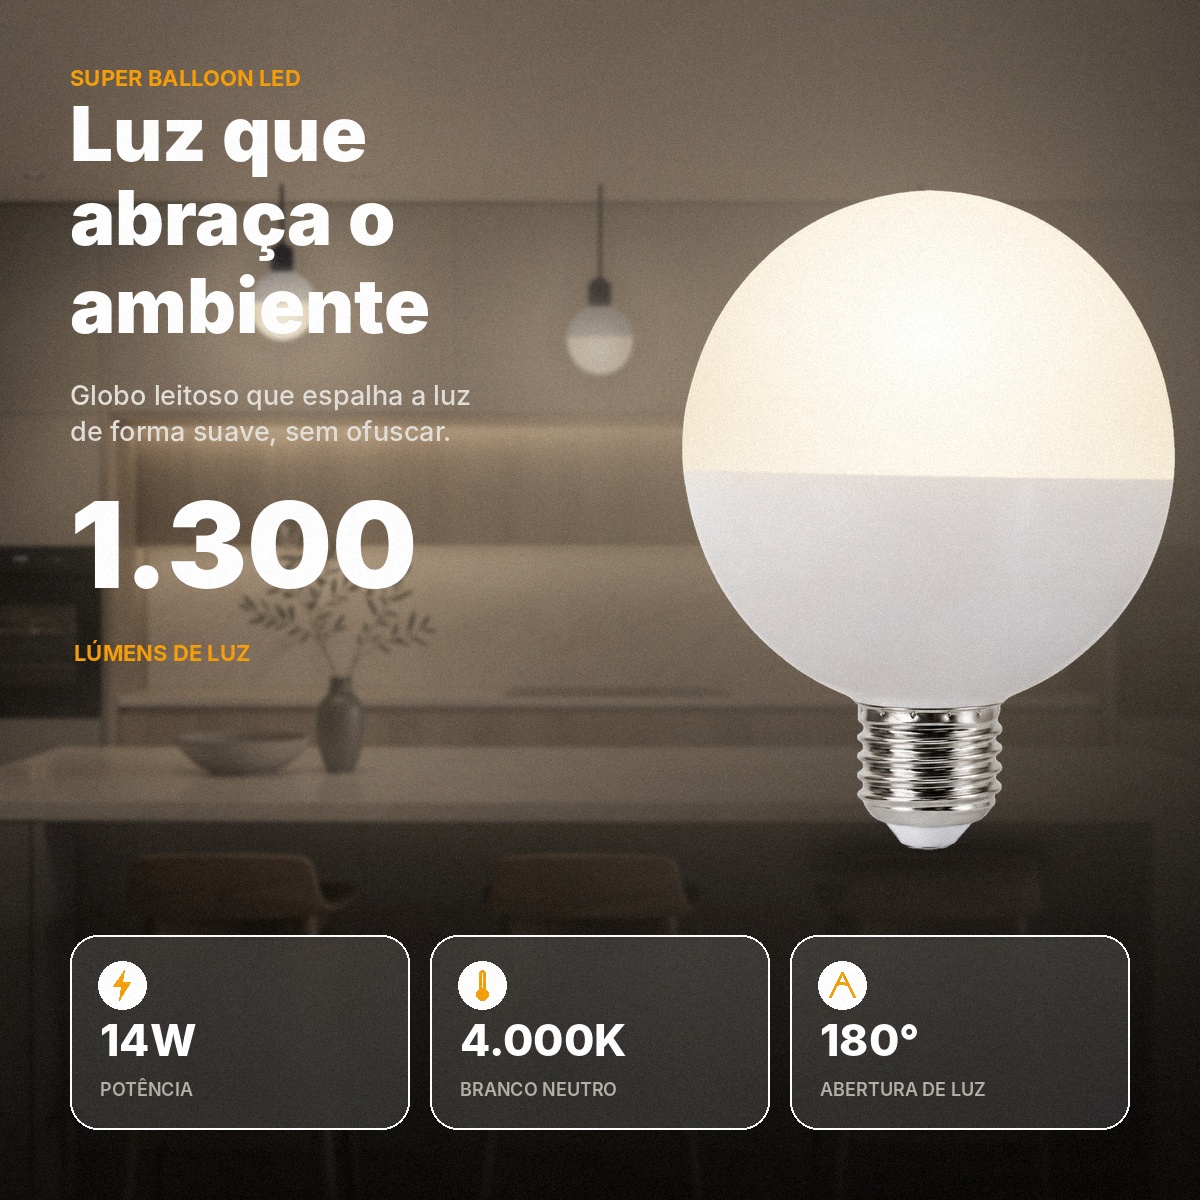 SUPER BALLOON LED
Luz que
abraça o
ambiente
Globo leitoso que espalha a luz
de forma suave, sem ofuscar.
1.300
LÚMENS DE LUZ
14W
POTÊNCIA
4.000K
BRANCO NEUTRO
180°
ABERTURA DE LUZ